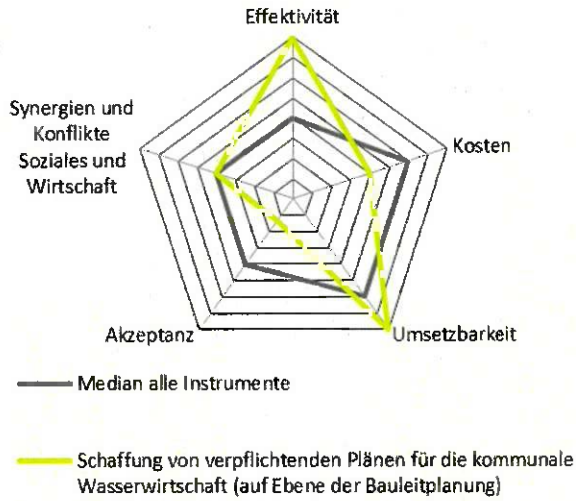 Effektivität
Synergien und
Konflikte
Soziales und
Wirtschaft
Kosten
Akzeptanz
Umsetzbarkeit
Median alle Instrumente
Schaffung von verpflichtenden Plänen für die kommunale
Wasserwirtschaft (auf Ebene der Bauleitplanung)